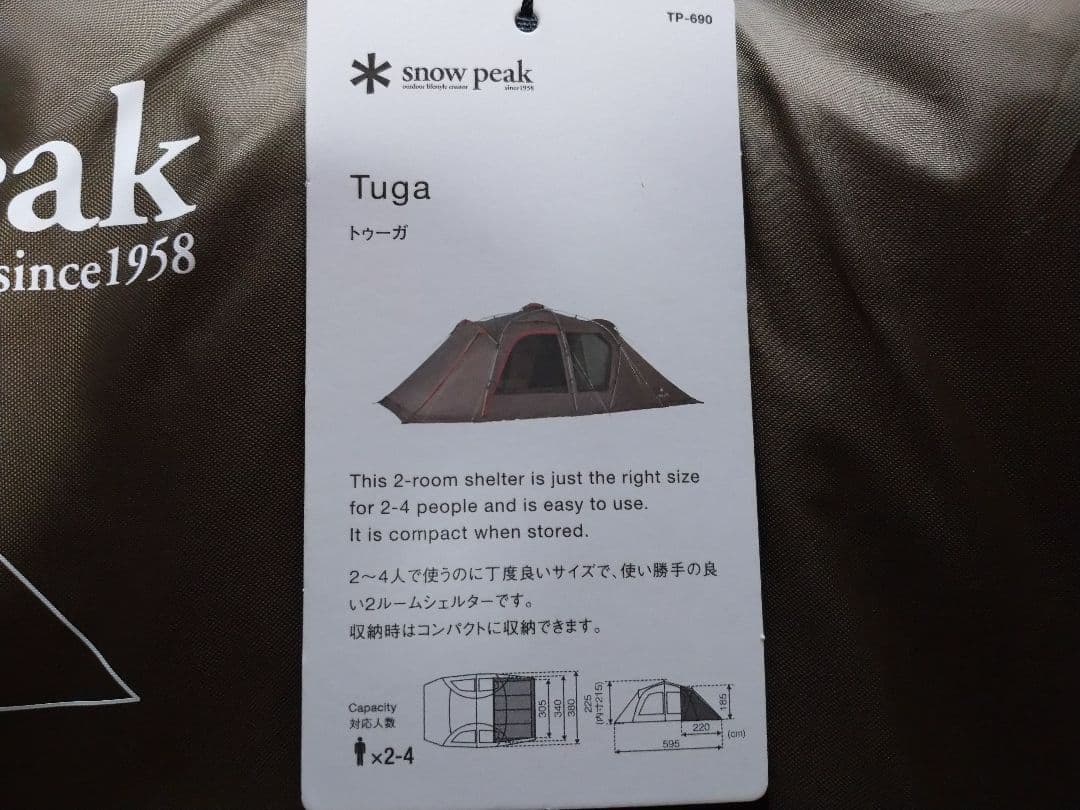 ak
since1958
TP-690
snow peak
outdoor lifestyle creator since1958
Tuga
トゥーガ
This 2-room shelter is just the right size
for 2-4 people and is easy to use.
It is compact when stored.
2〜4人で使うのに丁度良いサイズで、使い勝手の良
い2ルームシェルターです。
収納時はコンパクトに収納できます。
Capacity
対応人数
×2-4
305
340
380
225
(内寸215)
185
220
595
(cm)